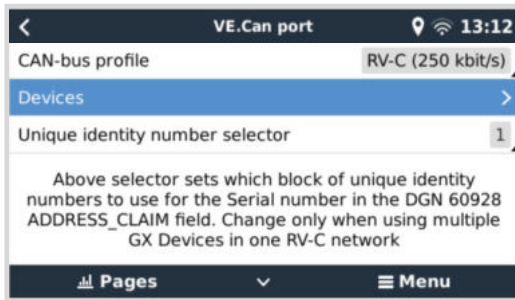 VE.Can port 13:12
CAN-bus profile RV-C (250 kbit/s)
Devices
Unique identity number selector 1
Above selector sets which block of unique identity
numbers to use for the Serial number in the DGN 60928
ADDRESS_CLAIM field. Change only when using multiple
GX Devices in one RV-C network
Pages Menu